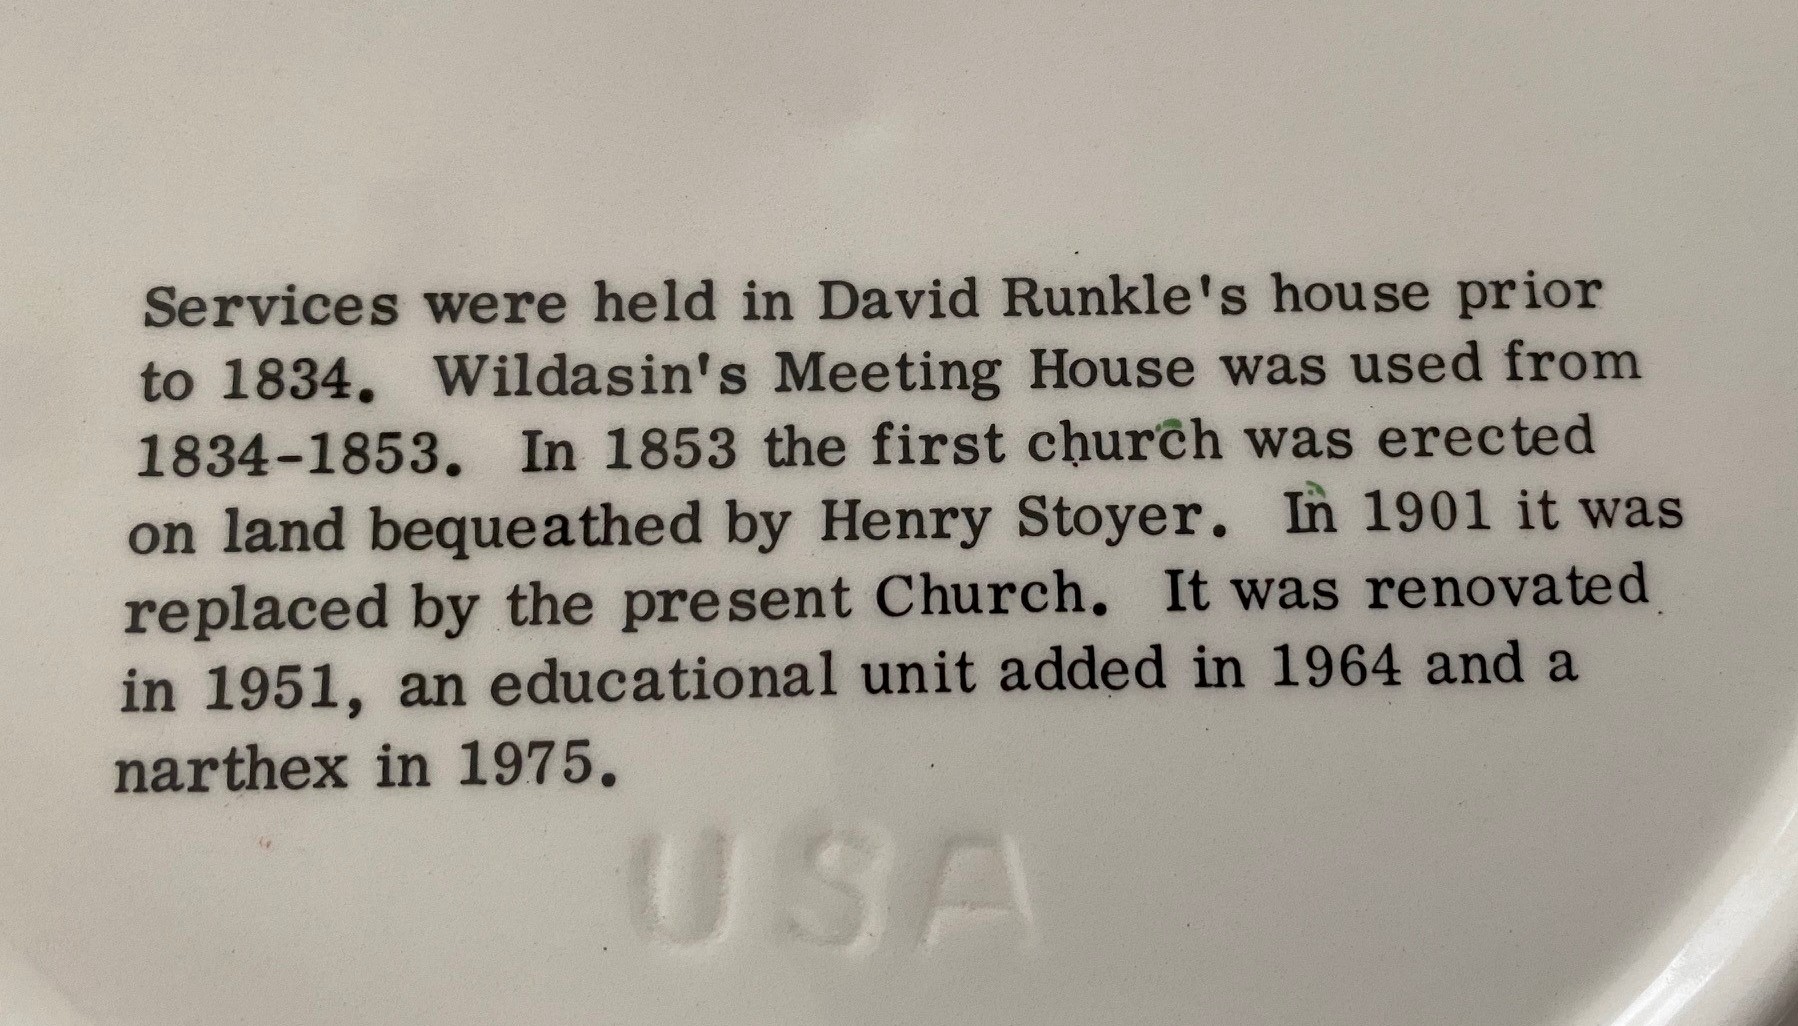 Services were held in David Runkle's house prior
to 1834. Wildasin's Meeting House was used from
1834-1853. In 1853 the first church was erected
on land bequeathed by Henry Stoyer. In 1901 it was
replaced by the present Church. It was renovated
in 1951, an educational unit added in 1964 and a
narthex in 1975.
USA